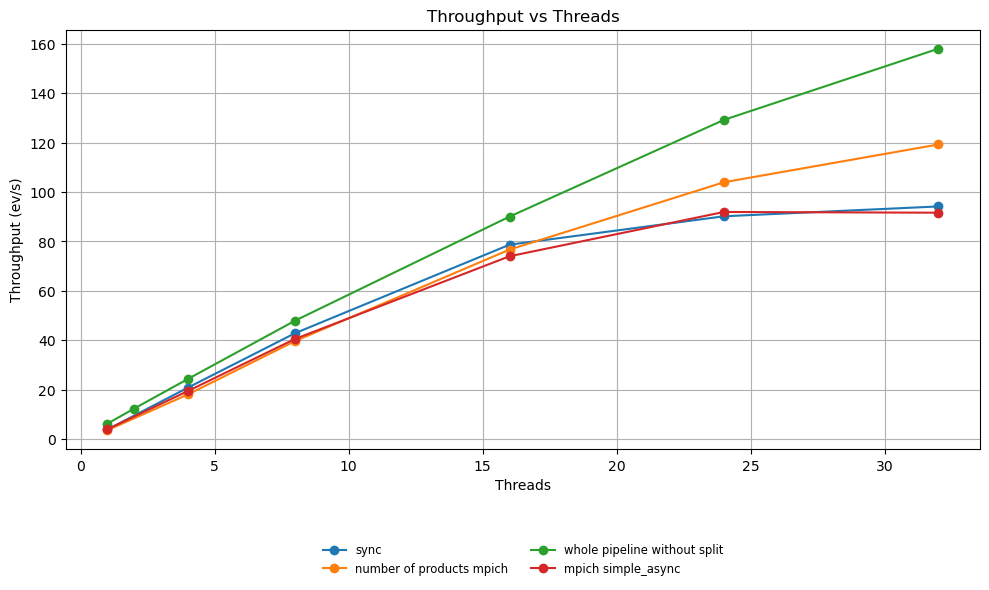 Throughput vs Threads
Throughput (ev/s)
160
140
120
100
80
60
40
20
0
0 5 10 15 20 25 30
Threads
sync
number of products mpich
whole pipeline without split
mpich simple_async